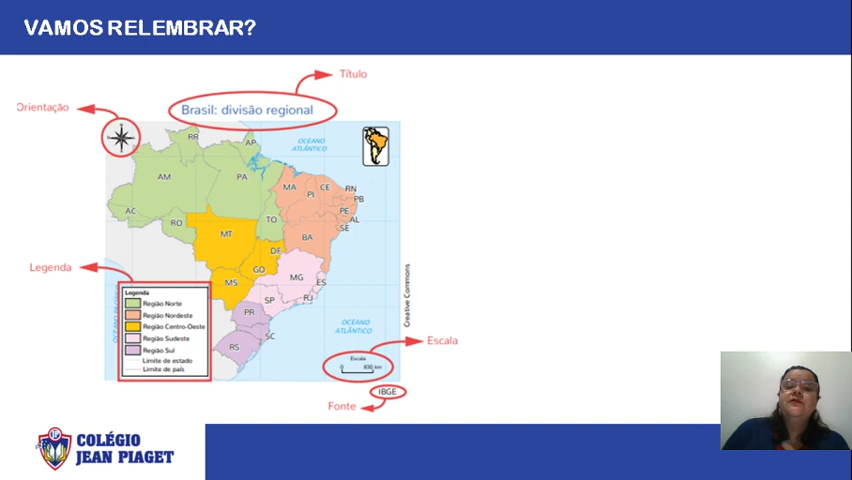 VAMOS RELEMBRAR?
Título
Orientação
Brasil: divisão regional
RR
AP
OCEANO
ATLÂNTICO
AM
PA
MA
CE
RN
PI
PB
PE
AL
SE
AC
RO
TO
MT
BA
DF
GO
Legenda
MS
MG
ES
SP
RJ
Creative Commons
OCEANO PACÍFICO
Legenda
Região Norte
Região Nordeste
Região Centro-Oeste
Região Sudeste
Região Sul
Limite de estado
Limite de país
PR
SC
RS
OCEANO
ATLÂNTICO
Escala
Escala
0 830 km
IBGE
Fonte
COLÉGIO
JEAN PIAGET